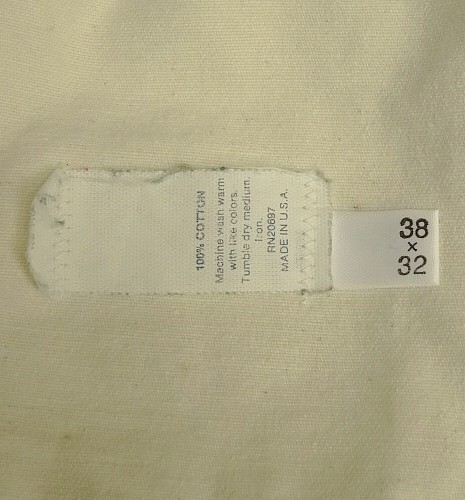 100% COTTON
Machine wash warm
with like colors.
Tumble dry medium.
Iron.
RN20697
MADE IN U.S.A.
38
×
32